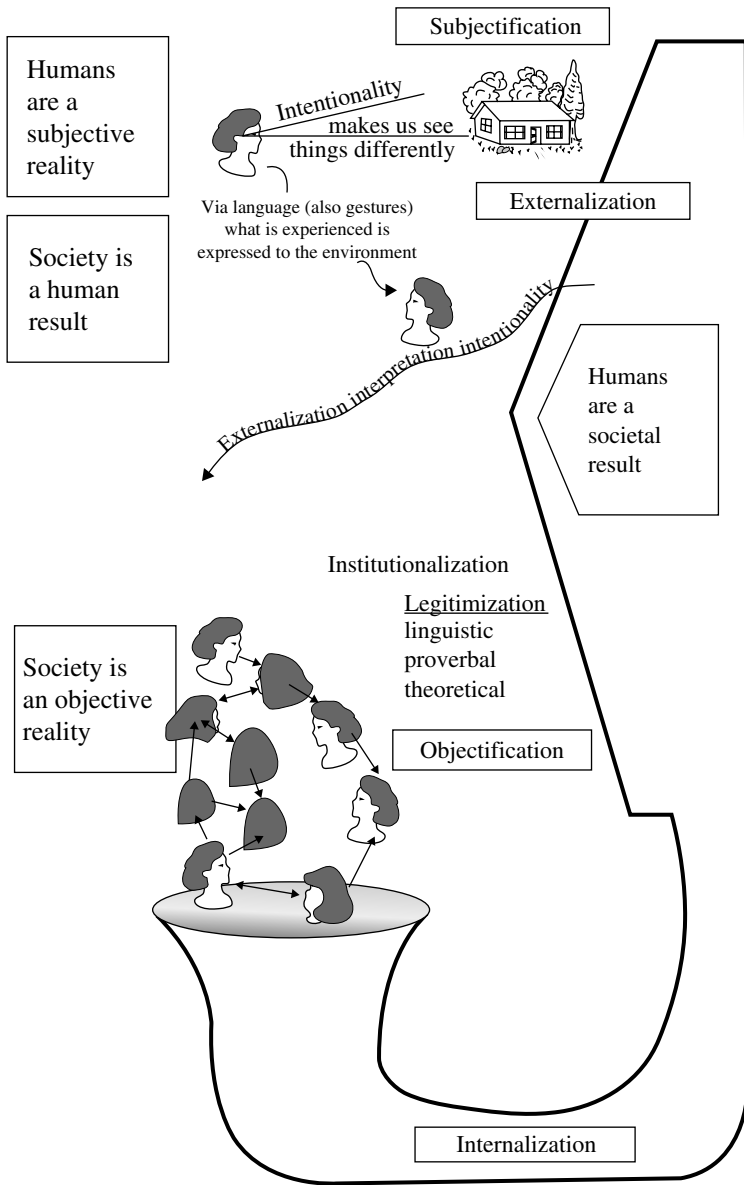 Subjectification
Humans
are a
subjective
reality
Intentionality
makes us see
things differently
Externalization
Via language (also gestures)
what is experienced is
expressed to the environment
Society is
a human
result
Externalization interpretation intentionality
Humans
are a
societal
result
Institutionalization
Legitimization
linguistic
proverbal
theoretical
Society is
an objective
reality
Objectification
Internalization